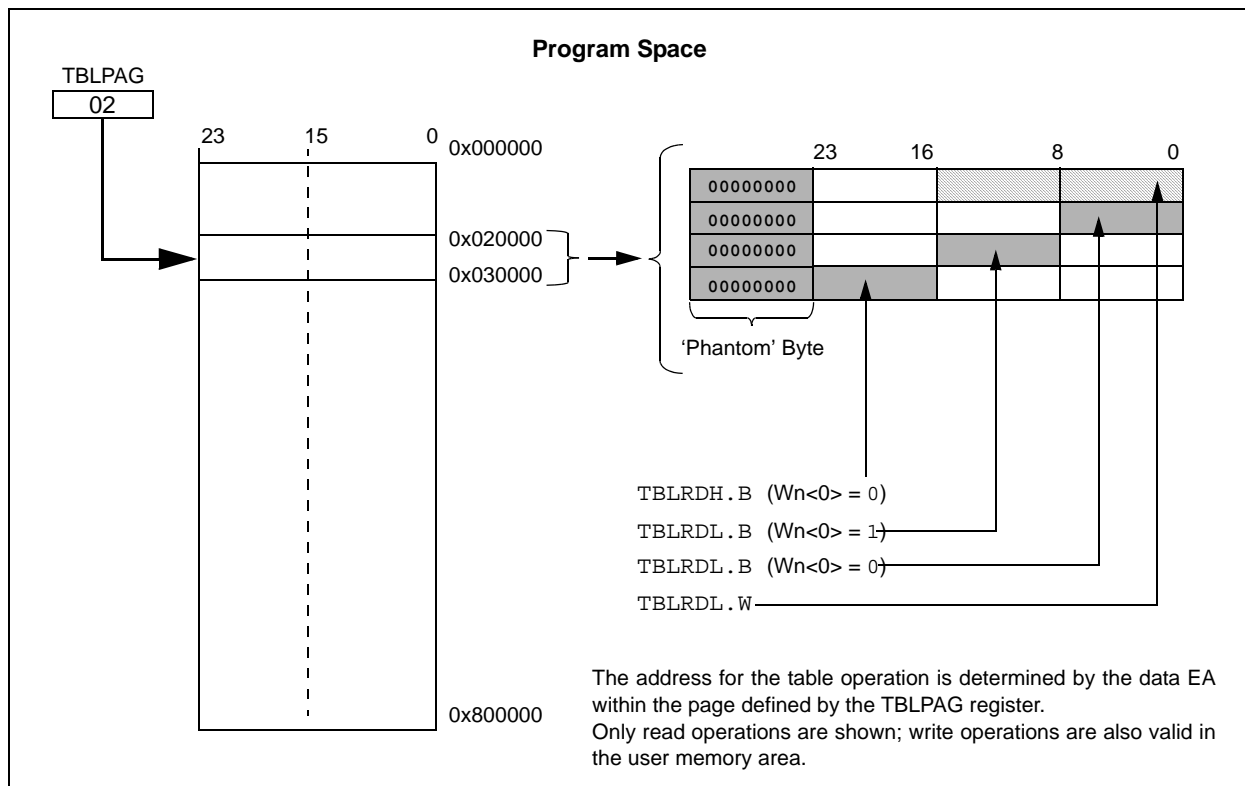 Program Space
TBLPAG
02
23 15 0
0x000000
0x020000
0x030000
0x800000
23 16 8 0
00000000
00000000
00000000
00000000
‘Phantom’ Byte
TBLRDH.B (Wn<0> = 0)
TBLRDL.B (Wn<0> = 1)
TBLRDL.B (Wn<0> = 0)
TBLRDL.W
The address for the table operation is determined by the data EA
within the page defined by the TBLPAG register.
Only read operations are shown; write operations are also valid in
the user memory area.